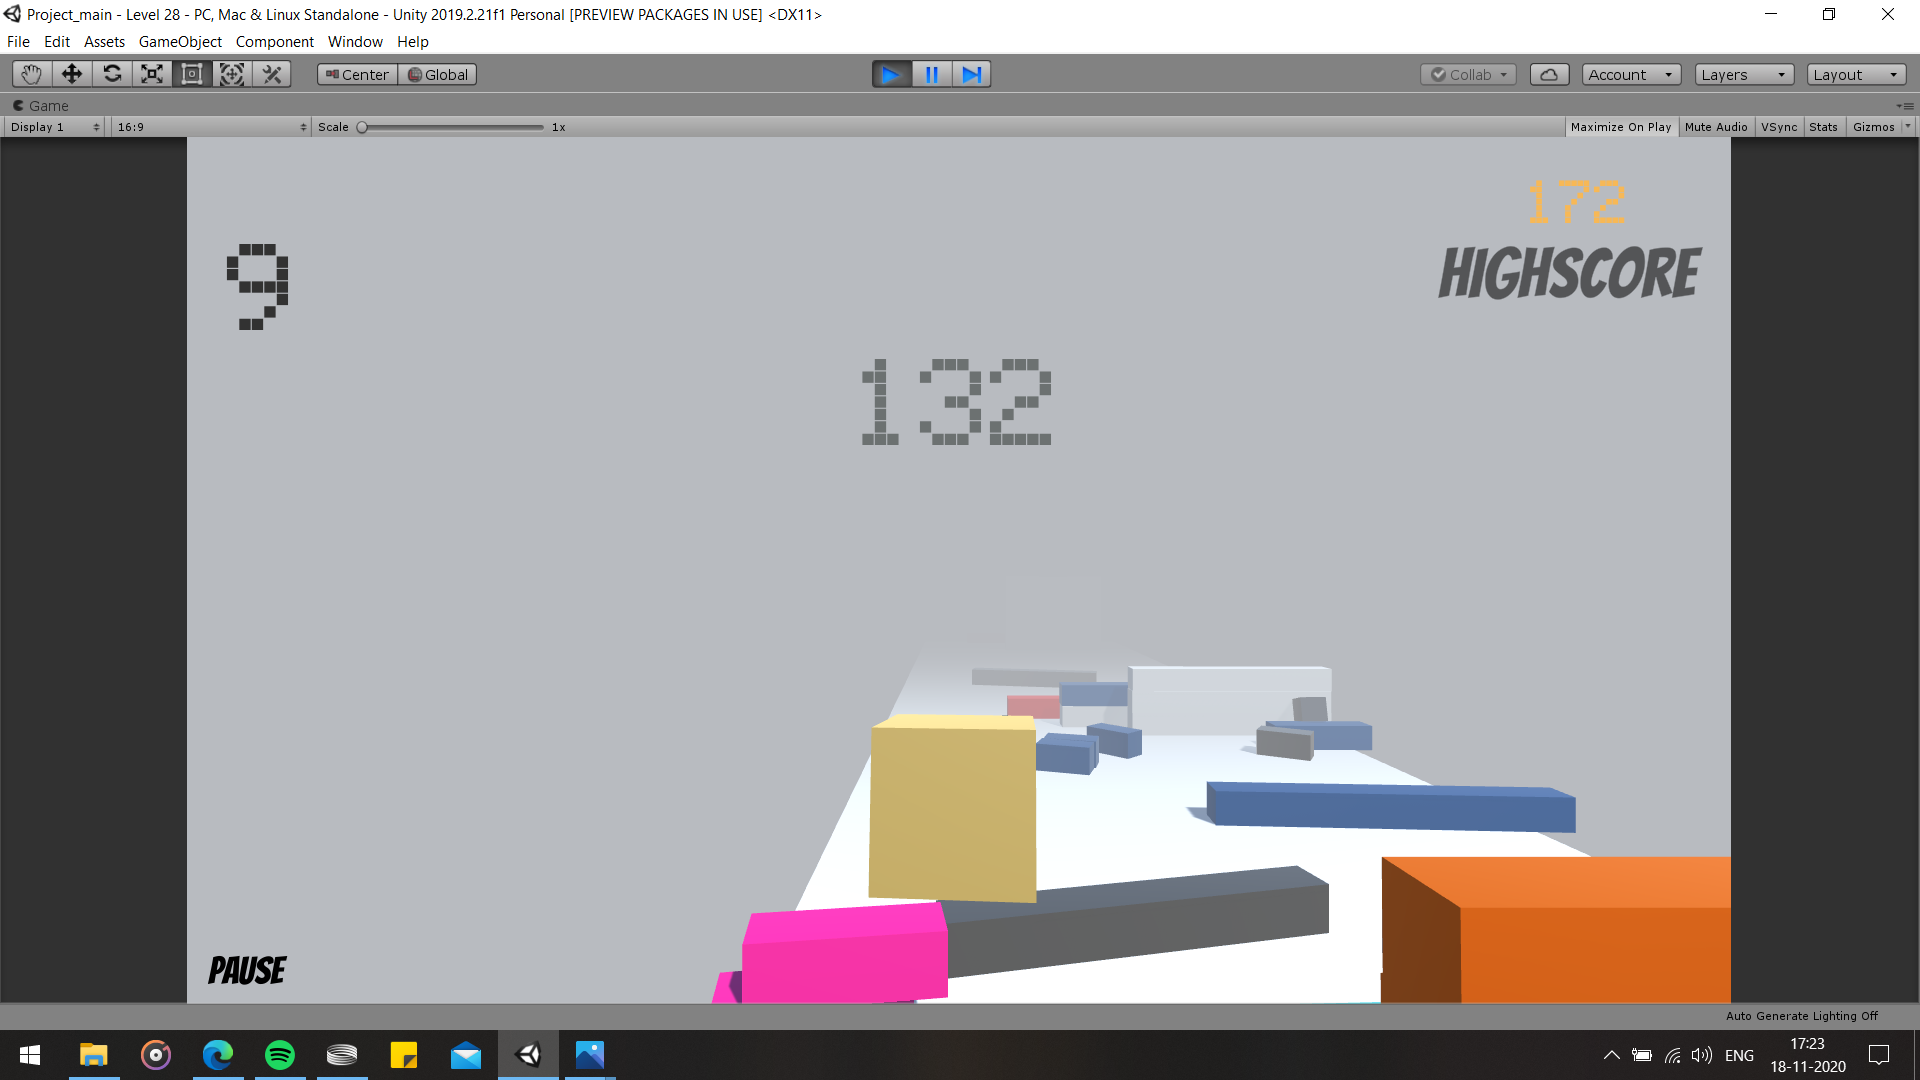 Project_main - Level 28 - PC, Mac & Linux Standalone - Unity 2019.2.21f1 Personal [PREVIEW PACKAGES IN USE] <DX11>
File Edit Assets GameObject Component Window Help
Center Global Collab Account Layers Layout
Game
Display 1 16:9 Scale 1x Maximize On Play Mute Audio VSync Stats Gizmos
172
HIGHSCORE
9
132
PAUSE
Auto Generate Lighting Off
ENG
17:23
18-11-2020